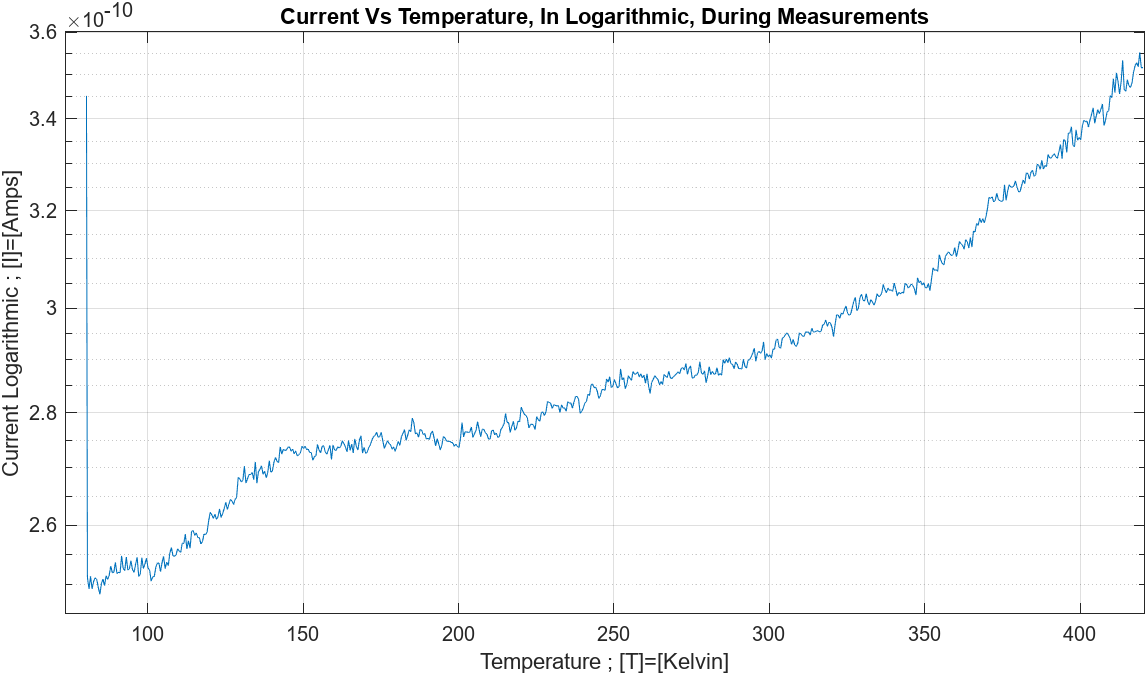 Current Vs Temperature, In Logarithmic, During Measurements
×10⁻¹⁰
3.6
3.4
3.2
3
2.8
2.6
Current Logarithmic ; [I]=[Amps]
100 150 200 250 300 350 400
Temperature ; [T]=[Kelvin]